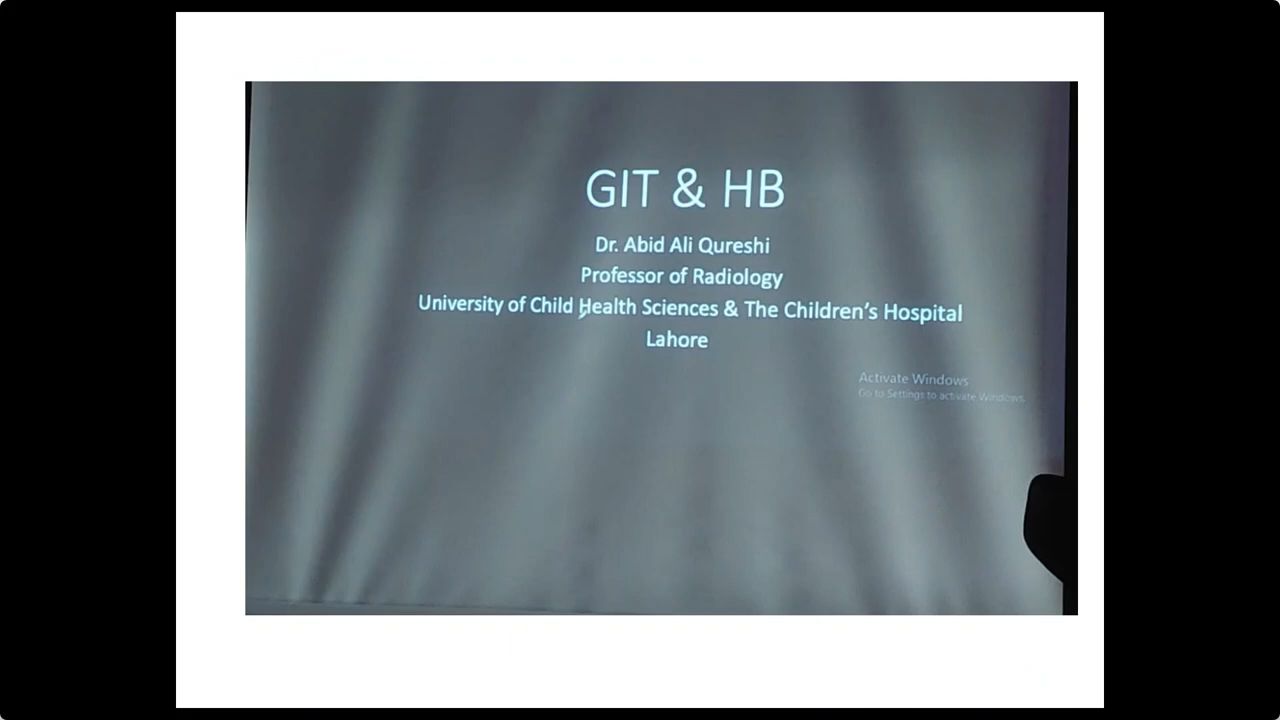 GIT & HB
Dr. Abid Ali Qureshi
Professor of Radiology
University of Child Health Sciences & The Children's Hospital
Lahore
Activate Windows
Go to Settings to activate Windows.